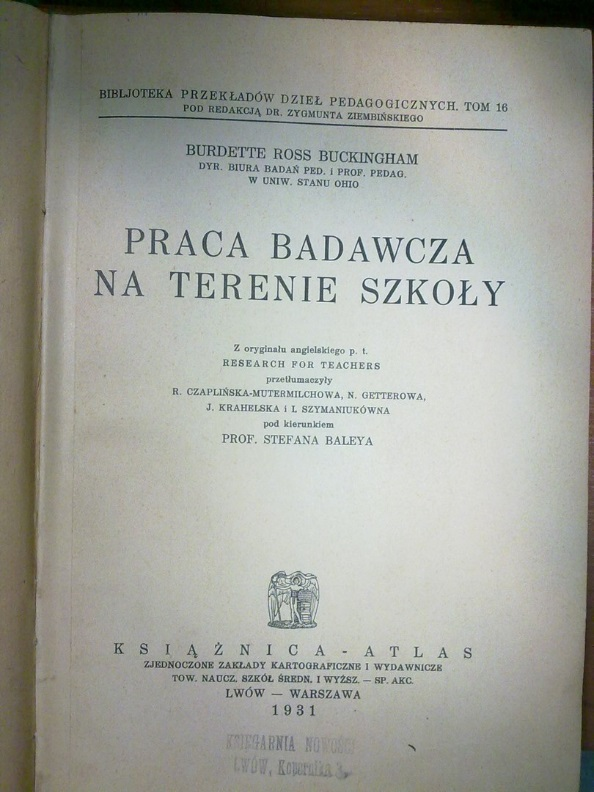 BIBLJOTEKA PRZEKŁADÓW DZIEŁ PEDAGOGICZNYCH. TOM 16
POD REDAKCJĄ DR. ZYGMUNTA ZIEMBIŃSKIEGO
BURDETTE ROSS BUCKINGHAM
DYR. BIURA BADAŃ PED. i PROF. PEDAG.
W UNIW. STANU OHIO
PRACA BADAWCZA
NA TERENIE SZKOŁY
Z oryginału angielskiego p. t.
RESEARCH FOR TEACHERS
przetłumaczyły
R. CZAPLIŃSKA-MUTERMILCHOWA, N. GETTEROWA,
J. KRAHELSKA i I. SZYMANIUKÓWNA
pod kierunkiem
PROF. STEFANA BALEYA
KSIĄŻNICA-ATLAS
ZJEDNOCZONE ZAKŁADY KARTOGRAFICZNE I WYDAWNICZE
TOW. NAUCZ. SZKÓŁ ŚREDN. I WYŻSZ. — SP. AKC.
LWÓW — WARSZAWA
1931
KSIĘGARNIA NOWOŚCI
LWÓW, Kopernika